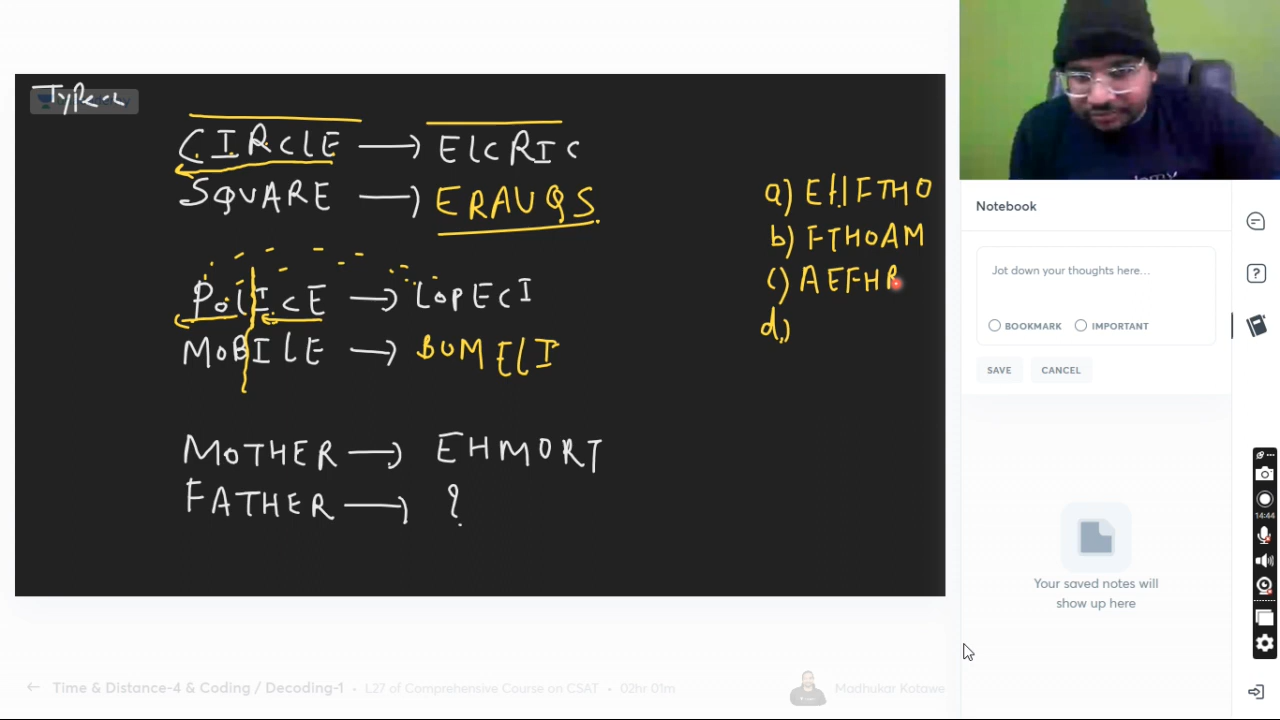 Type-2
CIRCLE → ELCRIC
SQUARE → ERAUQS
POLICE → LOPECI
MOBILE → BOMELI
MOTHER → EHMORT
FATHER → ?
a) EHFTHO
b) FTHOAM
c) AEFHR
d)
Notebook
Jot down your thoughts here...
BOOKMARK IMPORTANT
SAVE CANCEL
Your saved notes will
show up here
14:44
← Time & Distance-4 & Coding / Decoding-1 • L27 of Comprehensive Course on CSAT • 02hr 01m
Madhukar Kotawe